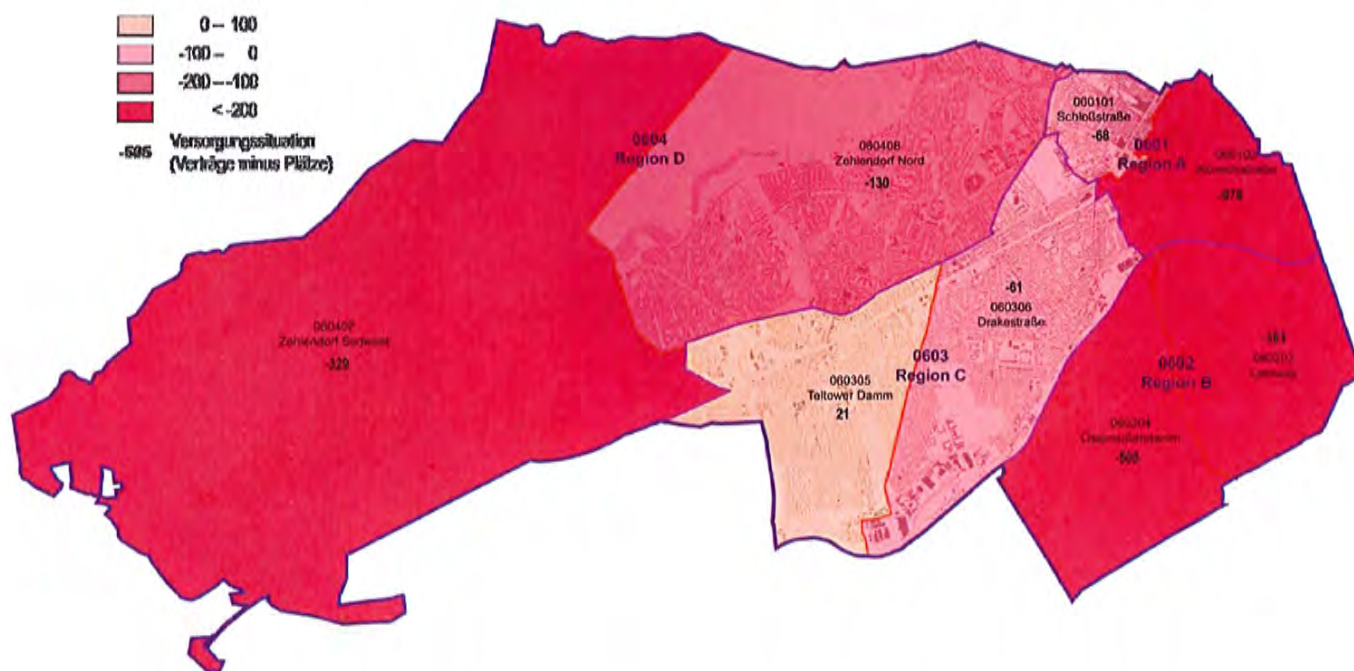 0 – 100
-100 – 0
-200 – -100
< -200
-505 Versorgungssituation
(Verträge minus Plätze)
0604
Region D
060408
Zehlendorf Nord
-130
060101
Schloßstraße
-68
0601
Region A
-61
060306
Drakestraße
0603
Region C
060305
Teltower Damm
21
0602
Region B
Zehlendorf Südwest
-329